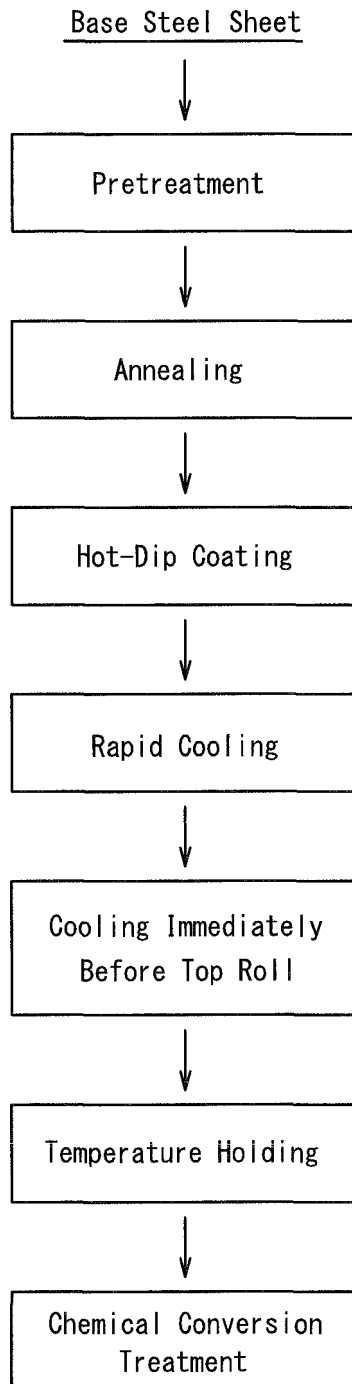 Base Steel Sheet
Pretreatment
Annealing
Hot-Dip Coating
Rapid Cooling
Cooling Immediately
Before Top Roll
Temperature Holding
Chemical Conversion
Treatment